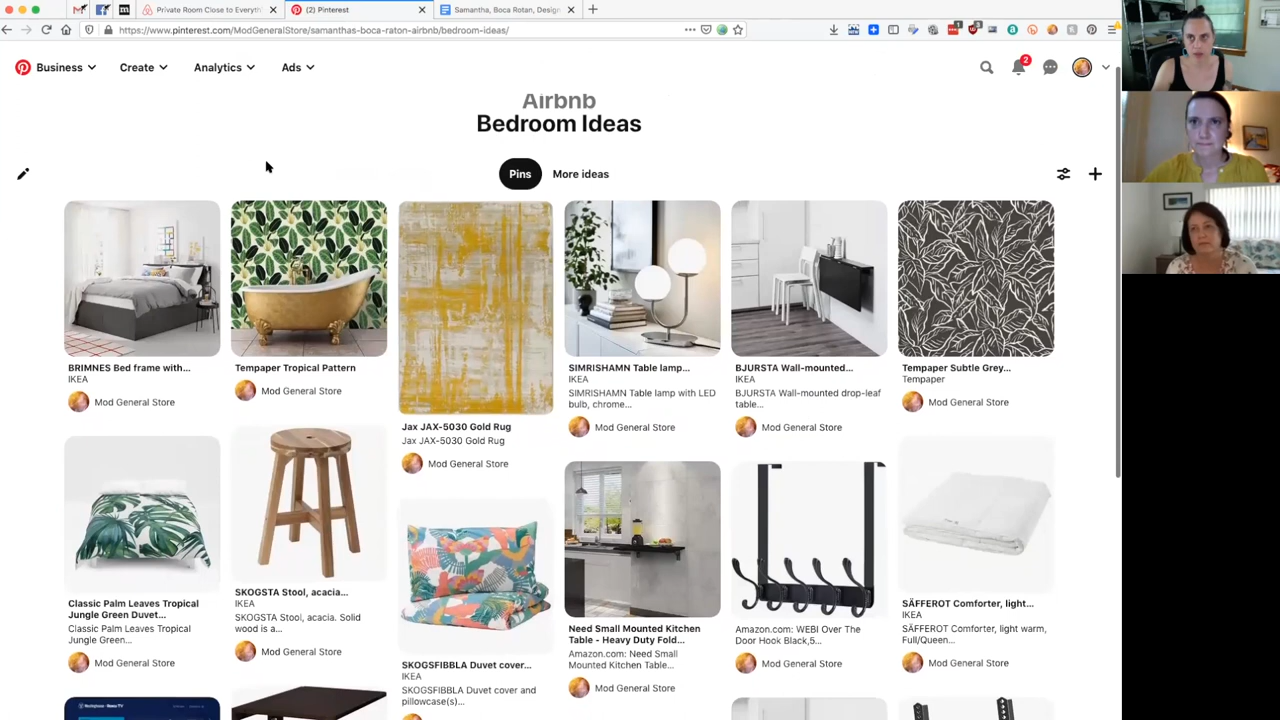 Private Room Close to Everyth
(2) Pinterest
Samantha, Boca Rotan, Design
https://www.pinterest.com/ModGeneralStore/samanthas-boca-raton-airbnb/bedroom-ideas/
Business
Create
Analytics
Ads
2
Airbnb
Bedroom Ideas
Pins
More ideas
BRIMNES Bed frame with...
IKEA
Mod General Store
Tempaper Tropical Pattern
Mod General Store
Jax JAX-5030 Gold Rug
Jax JAX-5030 Gold Rug
Mod General Store
SIMRISHAMN Table lamp...
IKEA
SIMRISHAMN Table lamp with LED
bulb, chrome...
Mod General Store
BJURSTA Wall-mounted...
IKEA
BJURSTA Wall-mounted drop-leaf
table...
Mod General Store
Tempaper Subtle Grey...
Tempaper
Mod General Store
Classic Palm Leaves Tropical
Jungle Green Duvet...
Classic Palm Leaves Tropical
Jungle Green...
Mod General Store
SKOGSTA Stool, acacia...
IKEA
SKOGSTA Stool, acacia. Solid
wood is a...
Mod General Store
SKOGSFIBBLA Duvet cover...
IKEA
SKOGSFIBBLA Duvet cover and
pillowcase(s)...
Need Small Mounted Kitchen
Table - Heavy Duty Fold...
Amazon.com: Need Small
Mounted Kitchen Table...
Mod General Store
Amazon.com: WEBI Over The
Door Hook Black,5...
Mod General Store
SÄFFEROT Comforter, light...
IKEA
SÄFFEROT Comforter, light warm,
Full/Queen...
Mod General Store